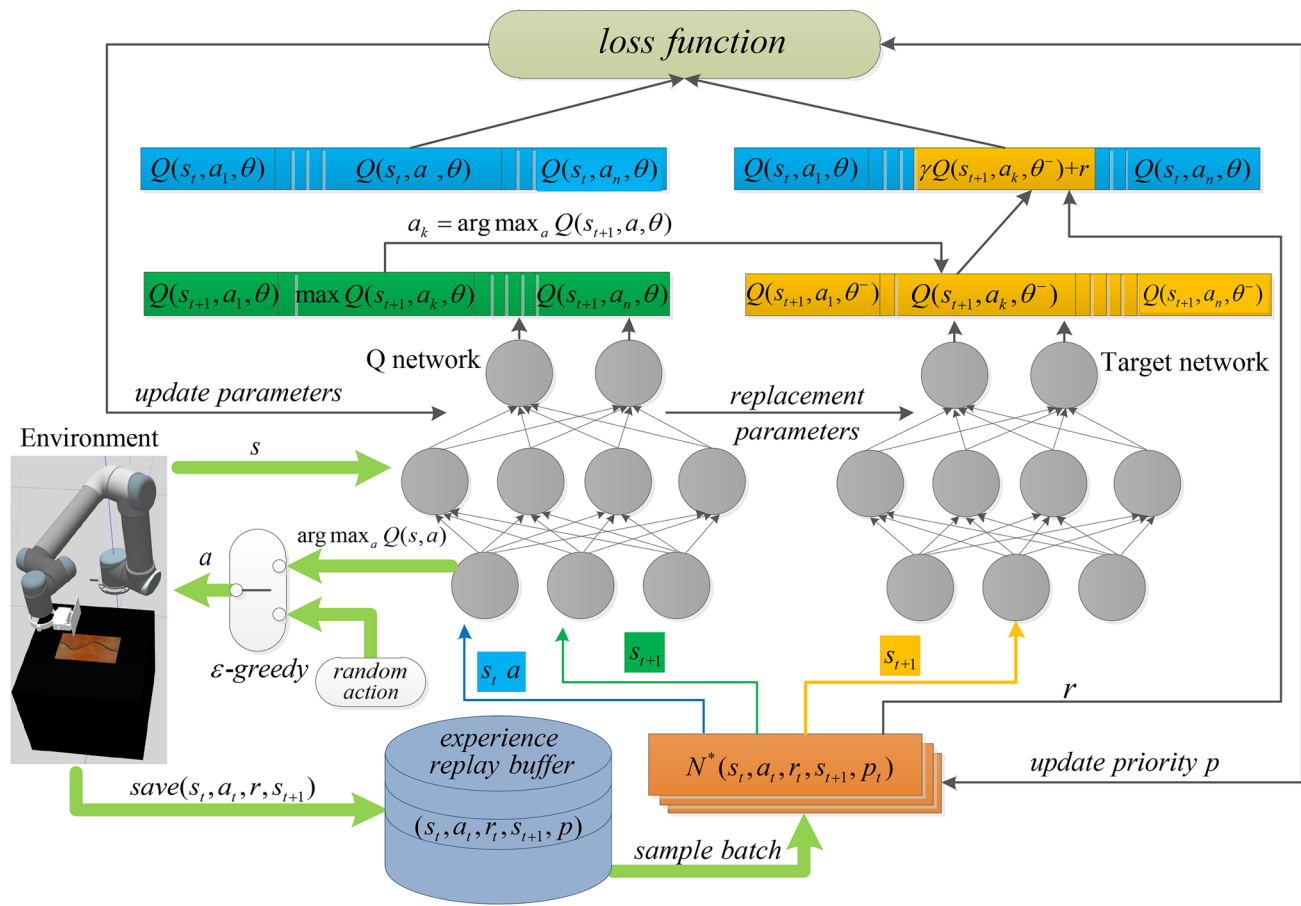 loss function
Q(s_t, a_1, θ) Q(s_t, a , θ) Q(s_t, a_n, θ)
Q(s_t, a_1, θ) γQ(s_{t+1}, a_k, θ^−)+r Q(s_t, a_n, θ)
a_k = arg max_a Q(s_{t+1}, a, θ)
Q(s_{t+1}, a_1, θ) max Q(s_{t+1}, a_k, θ) Q(s_{t+1}, a_n, θ)
Q(s_{t+1}, a_1, θ^−) Q(s_{t+1}, a_k, θ^−) Q(s_{t+1}, a_n, θ^−)
Q network
Target network
update parameters
replacement
parameters
Environment
s
arg max_a Q(s, a)
a
ε-greedy
random
action
s_t a
s_{t+1}
s_{t+1}
r
experience
replay buffer
(s_t, a_t, r_t, s_{t+1}, p)
N^*(s_t, a_t, r_t, s_{t+1}, p_t)
update priority p
save(s_t, a_t, r, s_{t+1})
sample batch